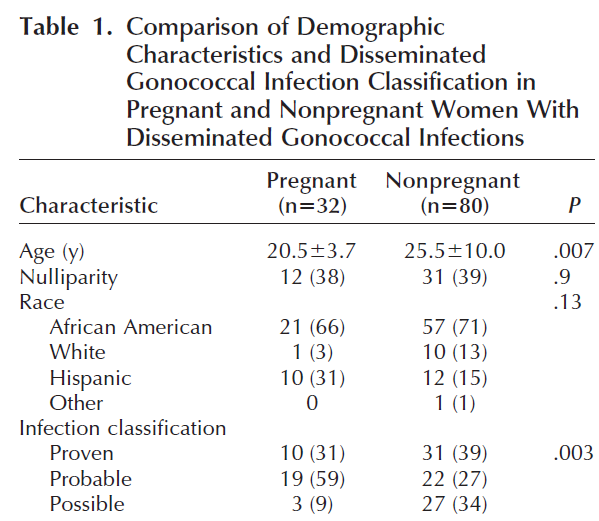 Table 1. Comparison of Demographic
Characteristics and Disseminated
Gonococcal Infection Classification in
Pregnant and Nonpregnant Women With
Disseminated Gonococcal Infections
Characteristic Pregnant (n=32) Nonpregnant (n=80) P
Age (y) 20.5±3.7 25.5±10.0 .007
Nulliparity 12 (38) 31 (39) .9
Race .13
African American 21 (66) 57 (71)
White 1 (3) 10 (13)
Hispanic 10 (31) 12 (15)
Other 0 1 (1)
Infection classification
Proven 10 (31) 31 (39) .003
Probable 19 (59) 22 (27)
Possible 3 (9) 27 (34)